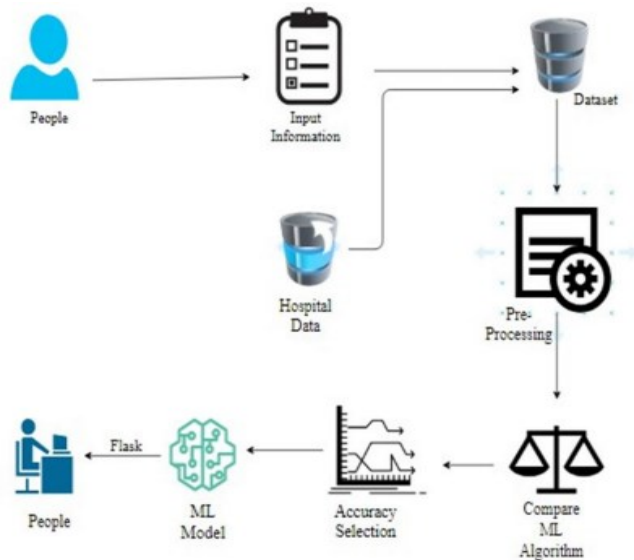 People
Input
Information
Dataset
Hospital
Data
Pre-
Processing
People
Flask
ML
Model
Accuracy
Selection
Compare
ML
Algorithm